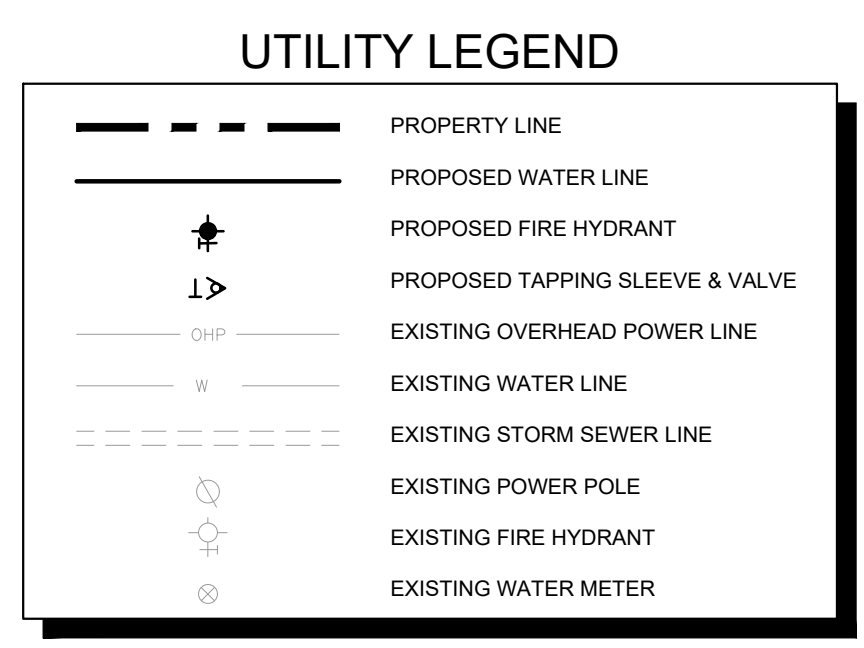 UTILITY LEGEND
PROPERTY LINE
PROPOSED WATER LINE
PROPOSED FIRE HYDRANT
PROPOSED TAPPING SLEEVE & VALVE
OHP EXISTING OVERHEAD POWER LINE
W EXISTING WATER LINE
EXISTING STORM SEWER LINE
EXISTING POWER POLE
EXISTING FIRE HYDRANT
EXISTING WATER METER